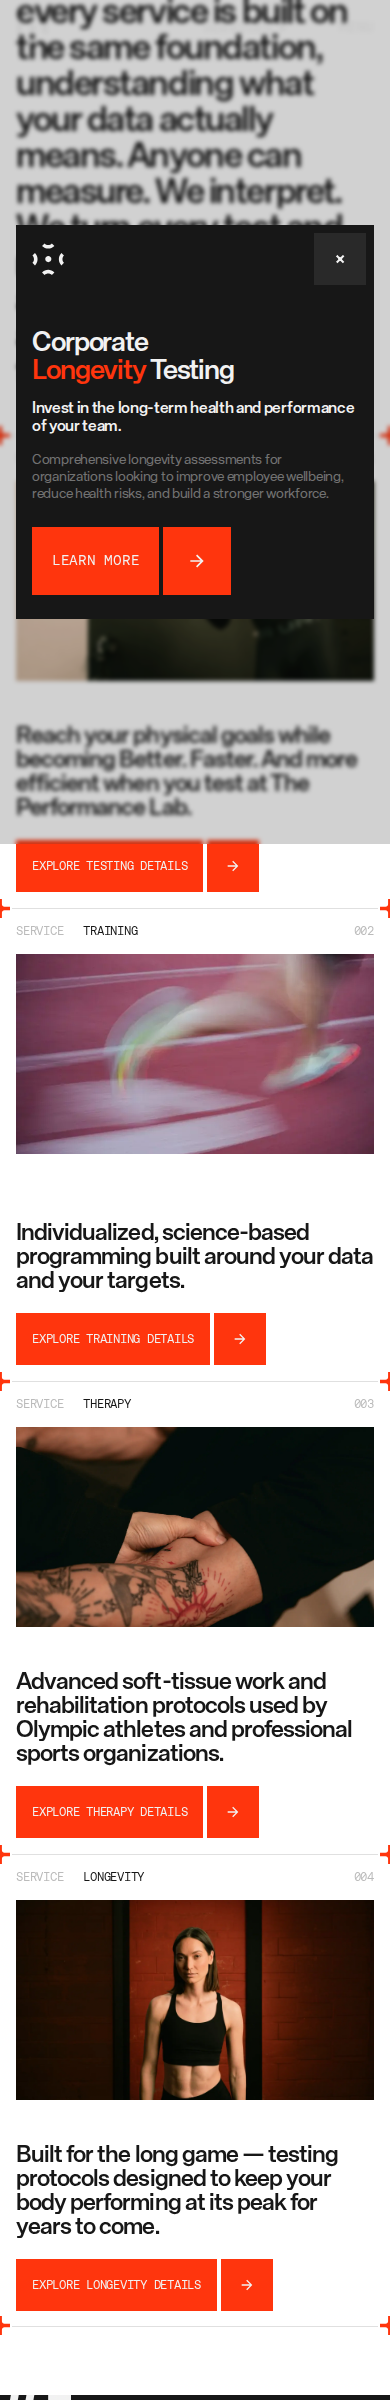 every service is built on
the same foundation,
understanding what
your data actually
means. Anyone can
measure. We interpret.
We turn every test and
×
Corporate
Longevity Testing
Invest in the long-term health and performance
of your team.
Comprehensive longevity assessments for
organizations looking to improve employee wellbeing,
reduce health risks, and build a stronger workforce.
LEARN MORE →
Reach your physical goals while
becoming Better. Faster. And more
efficient when you test at The
Performance Lab.
EXPLORE TESTING DETAILS →
SERVICE TRAINING 002
Individualized, science-based
programming built around your data
and your targets.
EXPLORE TRAINING DETAILS →
SERVICE THERAPY 003
Advanced soft-tissue work and
rehabilitation protocols used by
Olympic athletes and professional
sports organizations.
EXPLORE THERAPY DETAILS →
SERVICE LONGEVITY 004
Built for the long game — testing
protocols designed to keep your
body performing at its peak for
years to come.
EXPLORE LONGEVITY DETAILS →